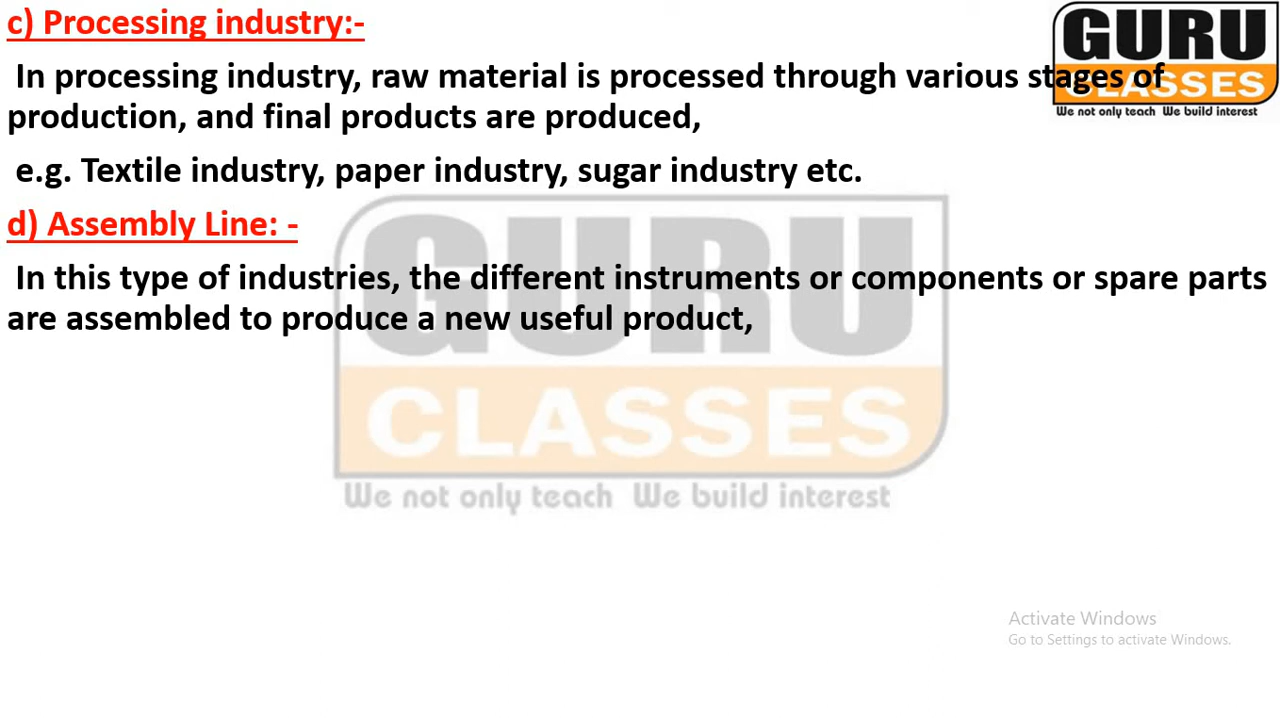 c) Processing industry:-
In processing industry, raw material is processed through various stages of
production, and final products are produced,
e.g. Textile industry, paper industry, sugar industry etc.
d) Assembly Line: -
In this type of industries, the different instruments or components or spare parts
are assembled to produce a new useful product,
GURU
CLASSES
We not only teach We build interest
GURU
CLASSES
We not only teach We build interest
Activate Windows
Go to Settings to activate Windows.